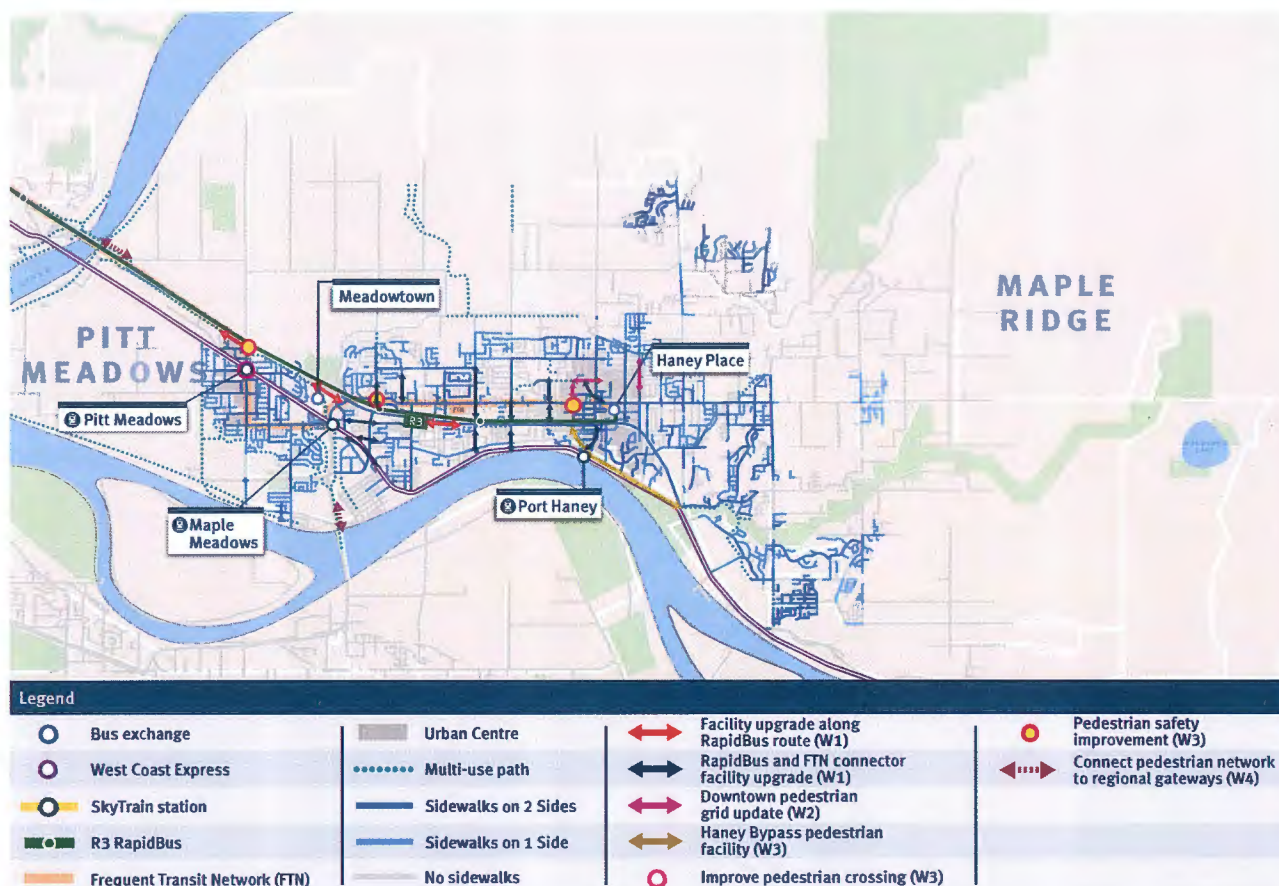 MAPLE
RIDGE
Meadowtown
PITT
MEADOWS
Haney Place
Pitt Meadows
R3
FTN
Port Haney
Maple
Meadows
Legend
Bus exchange
West Coast Express
SkyTrain station
R3 RapidBus
Frequent Transit Network (FTN)
Urban Centre
Multi-use path
Sidewalks on 2 Sides
Sidewalks on 1 Side
No sidewalks
Facility upgrade along
RapidBus route (W1)
RapidBus and FTN connector
facility upgrade (W1)
Downtown pedestrian
grid update (W2)
Haney Bypass pedestrian
facility (W3)
Improve pedestrian crossing (W3)
Pedestrian safety
improvement (W3)
Connect pedestrian network
to regional gateways (W4)